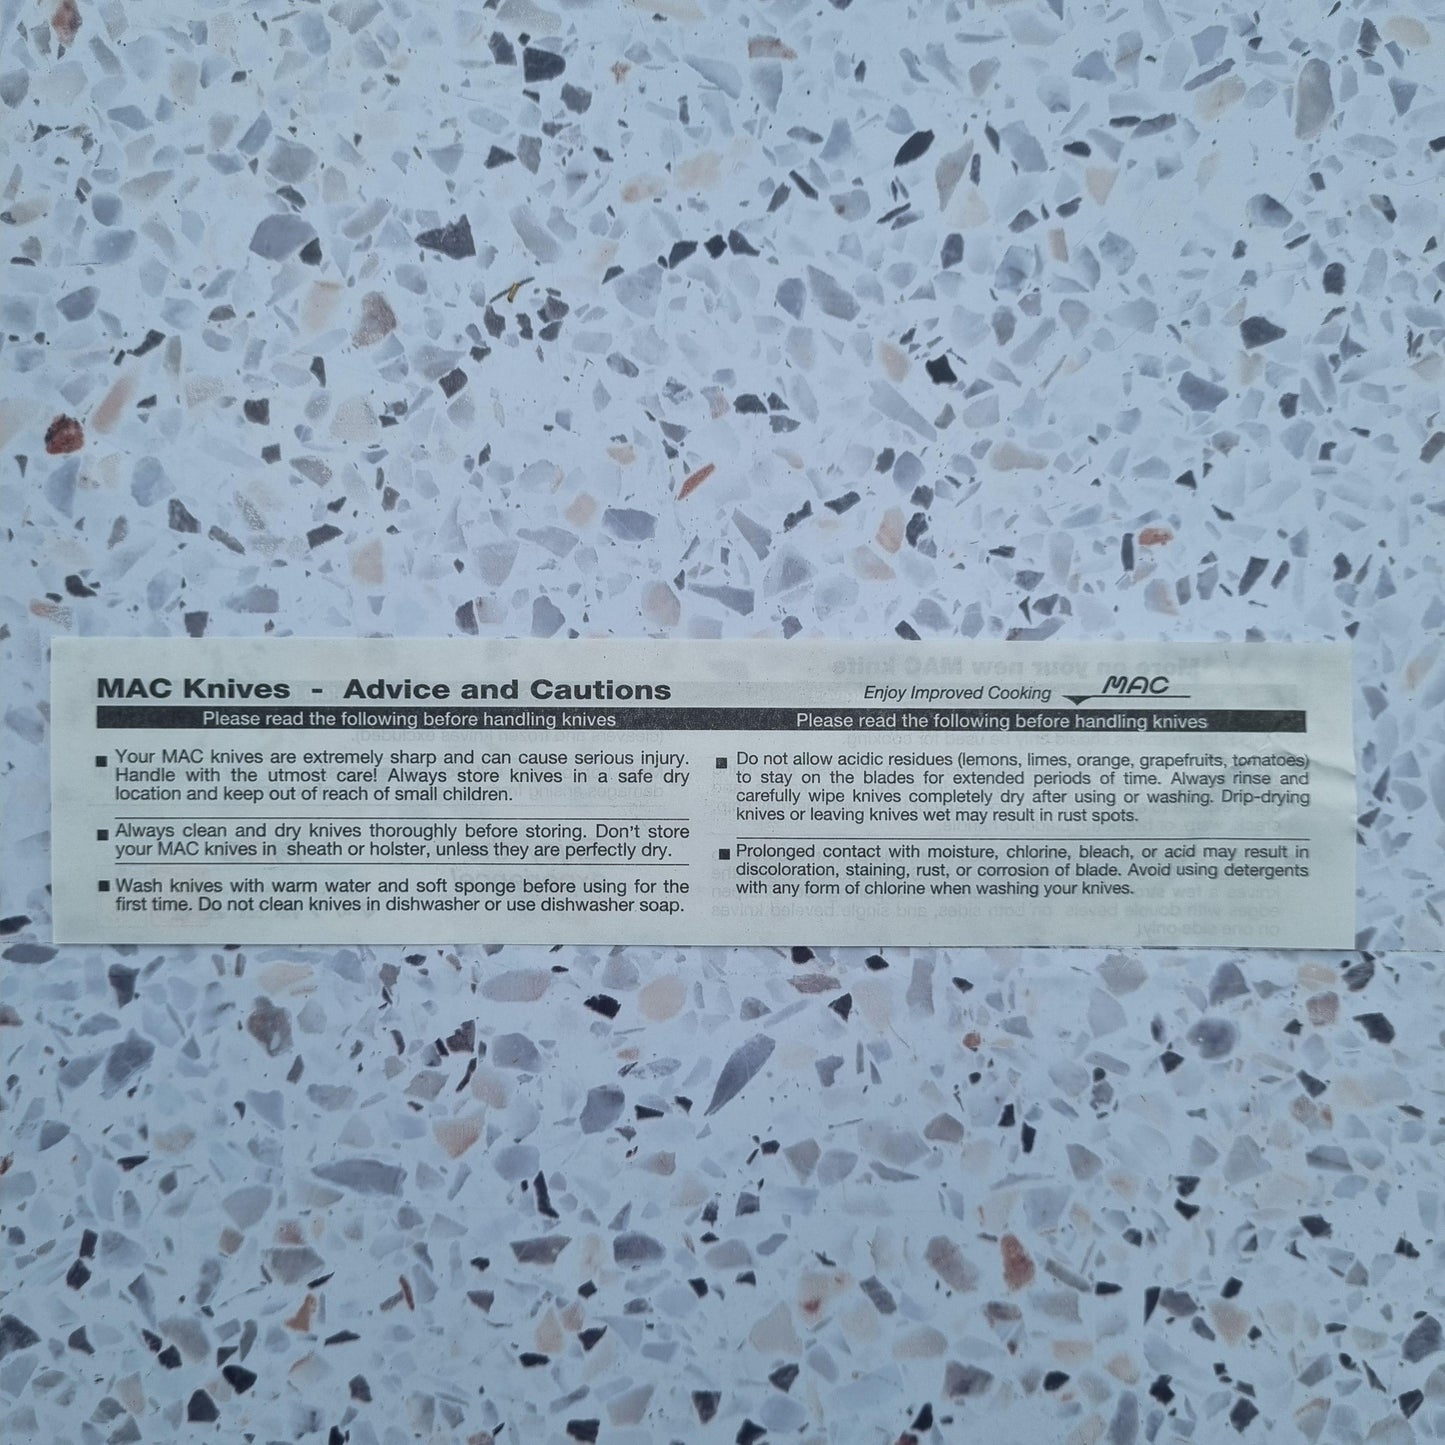 MAC Knives - Advice and Cautions
Please read the following before handling knives
Your MAC knives are extremely sharp and can cause serious injury.
Handle with the utmost care! Always store knives in a safe dry
location and keep out of reach of small children.
Always clean and dry knives thoroughly before storing. Don't store
your MAC knives in sheath or holster, unless they are perfectly dry.
Wash knives with warm water and soft sponge before using for the
first time. Do not clean knives in dishwasher or use dishwasher soap.
Enjoy Improved Cooking MAC
Please read the following before handling knives
Do not allow acidic residues (lemons, limes, orange, grapefruits, tomatoes)
to stay on the blades for extended periods of time. Always rinse and
carefully wipe knives completely dry after using or washing. Drip-drying
knives or leaving knives wet may result in rust spots.
Prolonged contact with moisture, chlorine, bleach, or acid may result in
discoloration, staining, rust, or corrosion of blade. Avoid using detergents
with any form of chlorine when washing your knives.